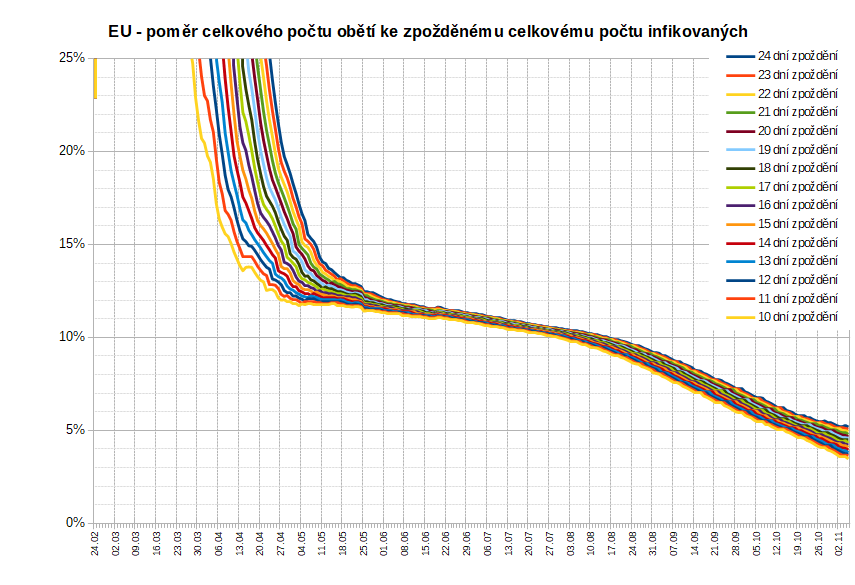 EU - poměr celkového počtu obětí ke zpožděnému celkovému počtu infikovaných
25%
20%
15%
10%
5%
0%
24 dní zpoždění
23 dní zpoždění
22 dní zpoždění
21 dní zpoždění
20 dní zpoždění
19 dní zpoždění
18 dní zpoždění
17 dní zpoždění
16 dní zpoždění
15 dní zpoždění
14 dní zpoždění
13 dní zpoždění
12 dní zpoždění
11 dní zpoždění
10 dní zpoždění
24.02
02.03
09.03
16.03
23.03
30.03
06.04
13.04
20.04
27.04
04.05
11.05
18.05
25.05
01.06
08.06
15.06
22.06
29.06
06.07
13.07
20.07
27.07
03.08
10.08
17.08
24.08
31.08
07.09
14.09
21.09
28.09
05.10
12.10
19.10
26.10
02.11